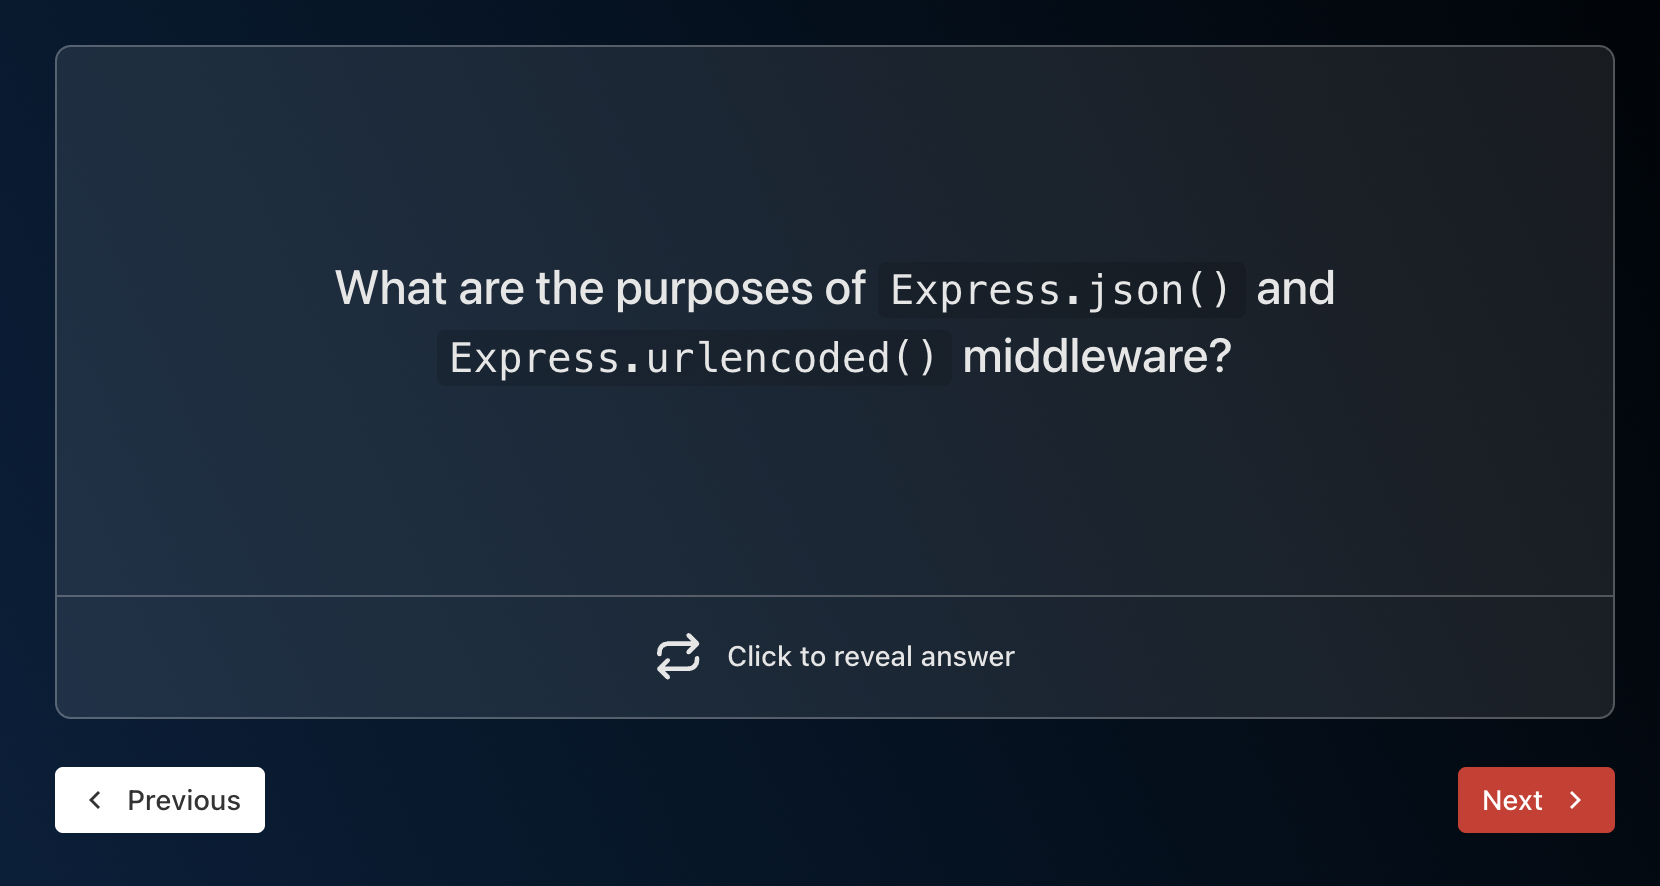 What are the purposes of Express.json() and
Express.urlencoded() middleware?
Click to reveal answer
Previous
Next